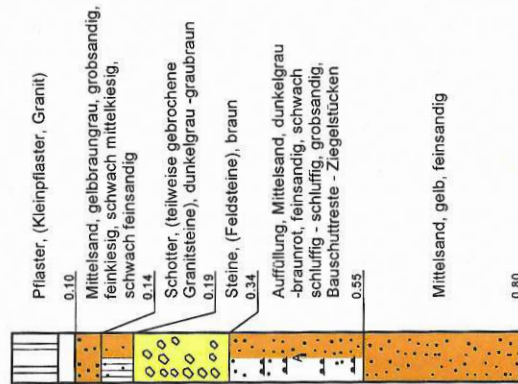 Pflaster, (Kleinpflaster, Granit)
0.10
Mittelsand, gelbbraungrau, grobsandig,
feinkiesig, schwach mittelkiesig,
schwach feinsandig
0.14
Schotter, (teilweise gebrochene
Granitsteine), dunkelgrau -graubraun
0.19
Steine, (Feldsteine), braun
0.34
Auffüllung, Mittelsand, dunkelgrau
-braunrot, feinsandig, schwach
schluffig - schluffig, grobsandig,
Bauschuttreste - Ziegelstücken
0.55
A
Mittelsand, gelb, feinsandig
0.80